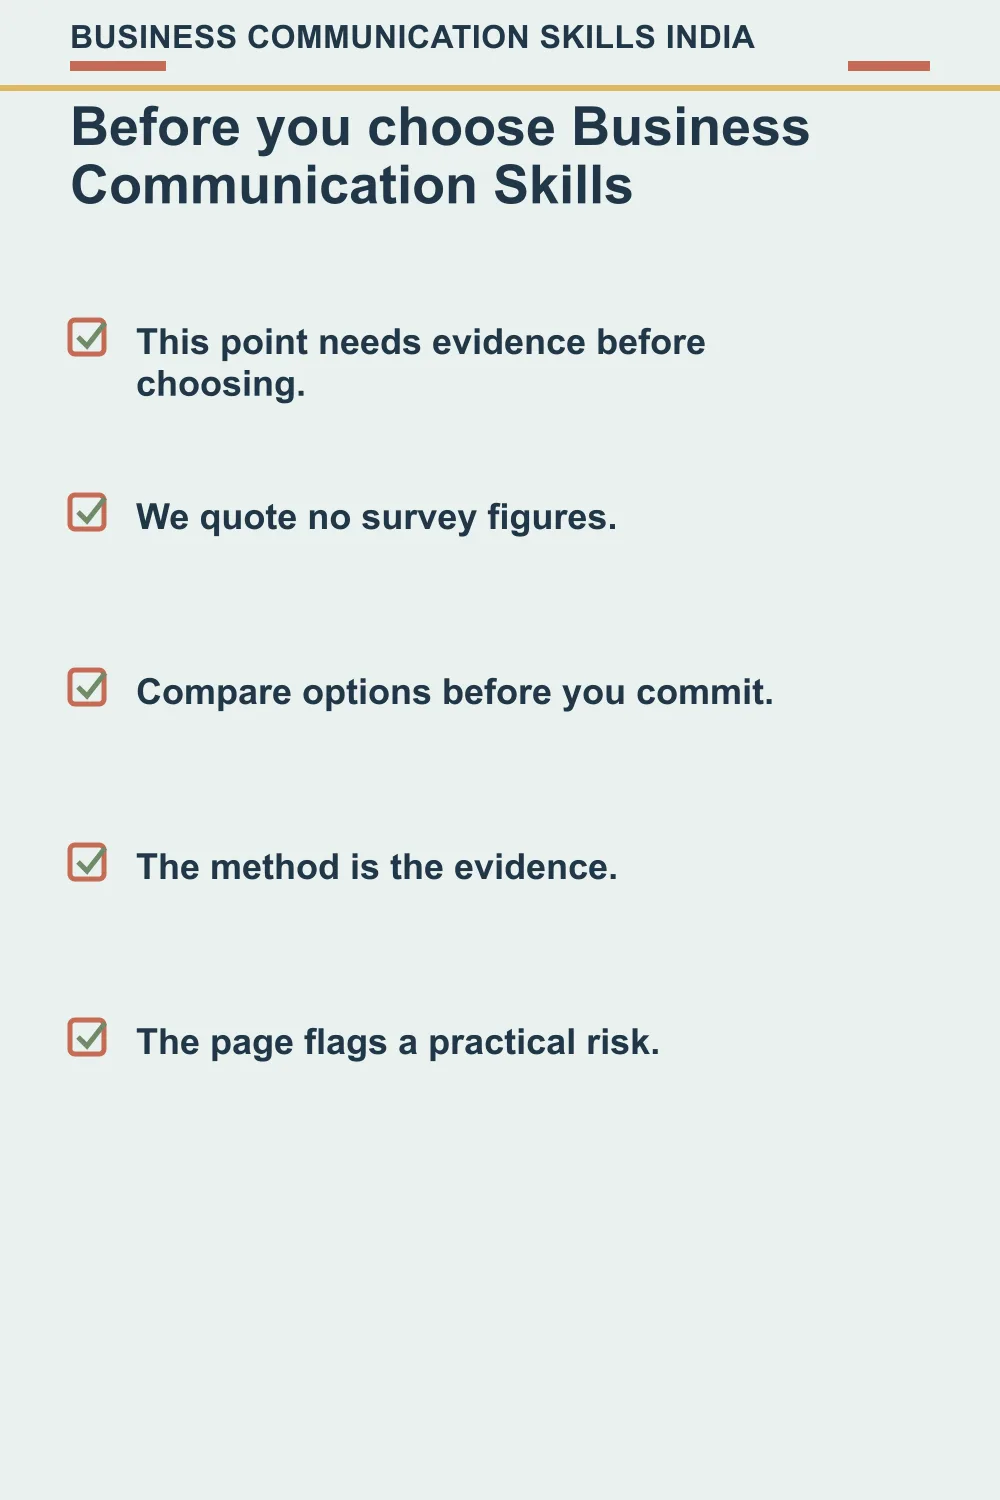 BUSINESS COMMUNICATION SKILLS INDIA
Before you choose Business
Communication Skills
This point needs evidence before
choosing.
We quote no survey figures.
Compare options before you commit.
The method is the evidence.
The page flags a practical risk.